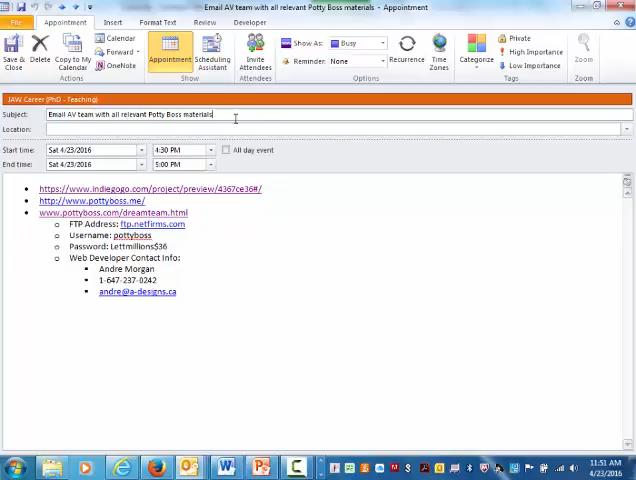 Email AV team with all relevant Potty Boss materials - Appointment
File Appointment Insert Format Text Review Developer
Save & Close
Delete
Copy to My Calendar
Calendar
Forward
OneNote
Actions
Appointment
Scheduling Assistant
Show
Invite Attendees
Attendees
Show As: Busy
Reminder: None
Recurrence
Time Zones
Options
Categorize
Private
High Importance
Low Importance
Tags
Zoom
Zoom
JAW_Career (PhD - Teaching)
Subject: Email AV team with all relevant Potty Boss materials
Location:
Start time: Sat 4/23/2016 4:30 PM All day event
End time: Sat 4/23/2016 5:00 PM
• https://www.indiegogo.com/project/preview/4367ce36#/
• http://www.pottyboss.me/
• www.pottyboss.com/dreamteam.html
o FTP Address: ftp.netfirms.com
o Username: pottyboss
o Password: Lettmillions$36
o Web Developer Contact Info:
▪ Andre Morgan
▪ 1-647-237-0242
▪ andre@a-designs.ca
11:51 AM
4/23/2016